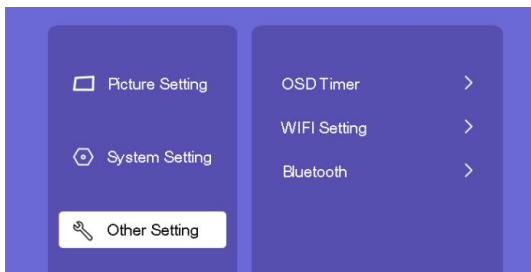 Picture Setting
System Setting
Other Setting
OSD Timer
WIFI Setting
Bluetooth